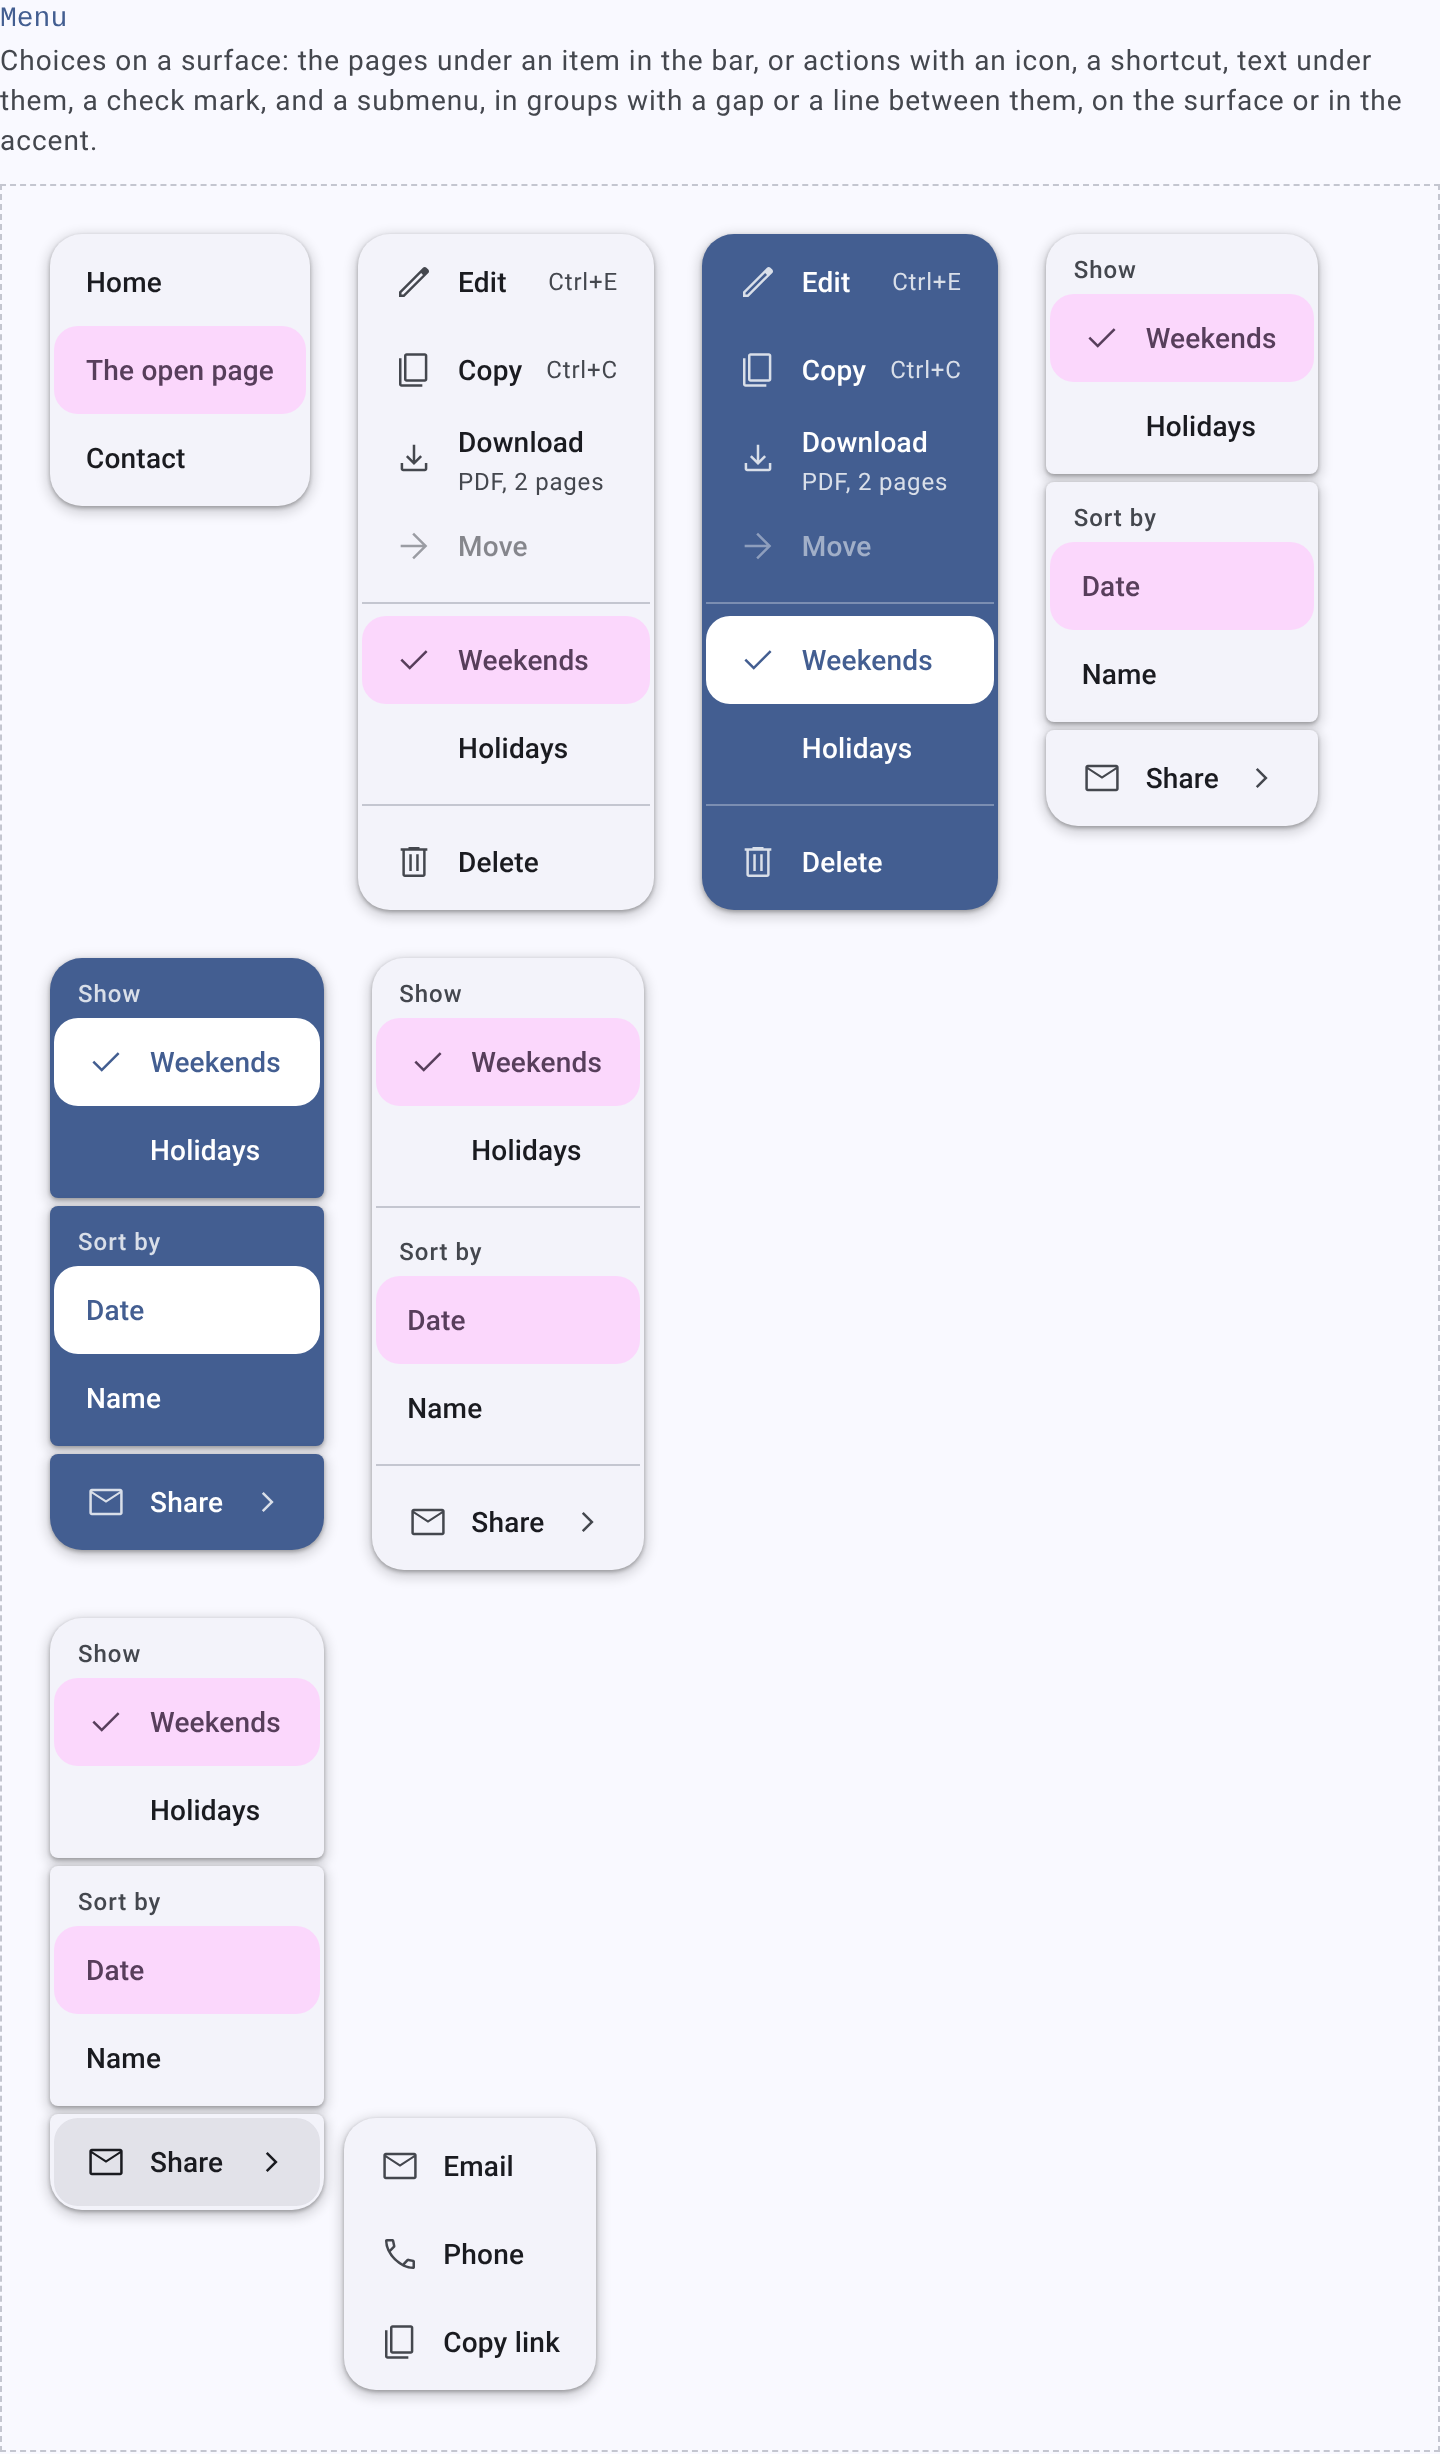 Menu
Choices on a surface: the pages under an item in the bar, or actions with an icon, a shortcut, text under
them, a check mark, and a submenu, in groups with a gap or a line between them, on the surface or in the
accent.
Home
The open page
Contact
Edit Ctrl+E
Copy Ctrl+C
Download
PDF, 2 pages
Move
Weekends
Holidays
Delete
Edit Ctrl+E
Copy Ctrl+C
Download
PDF, 2 pages
Move
Weekends
Holidays
Delete
Show
Weekends
Holidays
Sort by
Date
Name
Share
Show
Weekends
Holidays
Sort by
Date
Name
Share
Show
Weekends
Holidays
Sort by
Date
Name
Share
Show
Weekends
Holidays
Sort by
Date
Name
Share
Email
Phone
Copy link